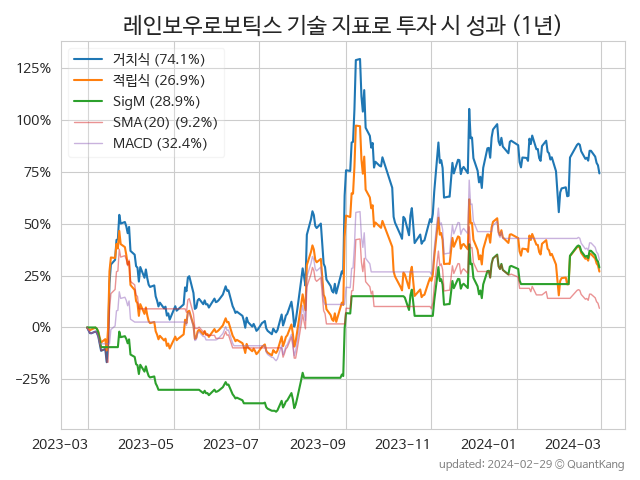 레인보우로보틱스 기술 지표로 투자 시 성과 (1년)
거치식 (74.1%)
적립식 (26.9%)
SigM (28.9%)
SMA(20) (9.2%)
MACD (32.4%)
125%
100%
75%
50%
25%
0%
−25%
2023-03 2023-05 2023-07 2023-09 2023-11 2024-01 2024-03
updated: 2024-02-29 © QuantKang